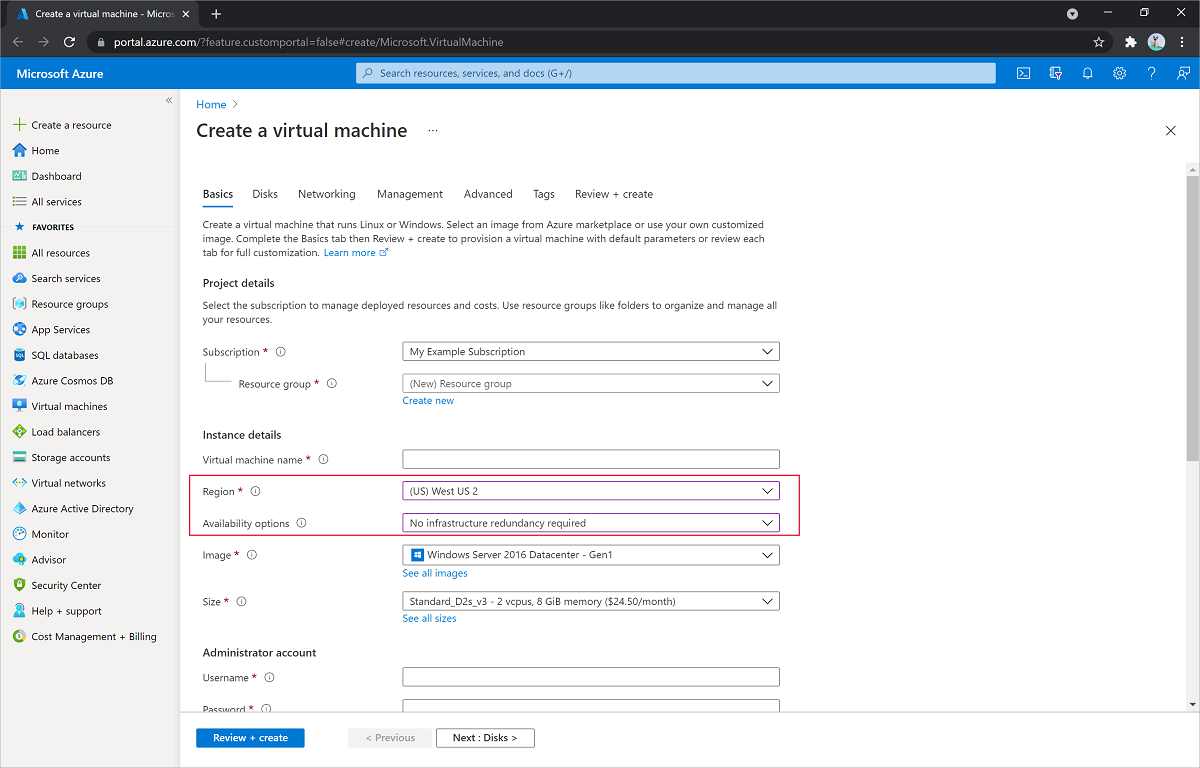 Create a virtual machine - Micros
portal.azure.com/?feature.customportal=false#create/Microsoft.VirtualMachine
Microsoft Azure
Search resources, services, and docs (G+/)
Create a resource
Home
Dashboard
All services
FAVORITES
All resources
Search services
Resource groups
App Services
SQL databases
Azure Cosmos DB
Virtual machines
Load balancers
Storage accounts
Virtual networks
Azure Active Directory
Monitor
Advisor
Security Center
Help + support
Cost Management + Billing
Home >
Create a virtual machine ...
Basics Disks Networking Management Advanced Tags Review + create
Create a virtual machine that runs Linux or Windows. Select an image from Azure marketplace or use your own customized
image. Complete the Basics tab then Review + create to provision a virtual machine with default parameters or review each
tab for full customization. Learn more
Project details
Select the subscription to manage deployed resources and costs. Use resource groups like folders to organize and manage all
your resources.
Subscription * My Example Subscription
Resource group * (New) Resource group
Create new
Instance details
Virtual machine name *
Region * (US) West US 2
Availability options No infrastructure redundancy required
Image * Windows Server 2016 Datacenter - Gen1
See all images
Size * Standard_D2s_v3 - 2 vcpus, 8 GiB memory ($24.50/month)
See all sizes
Administrator account
Username *
Password *
Review + create < Previous Next : Disks >